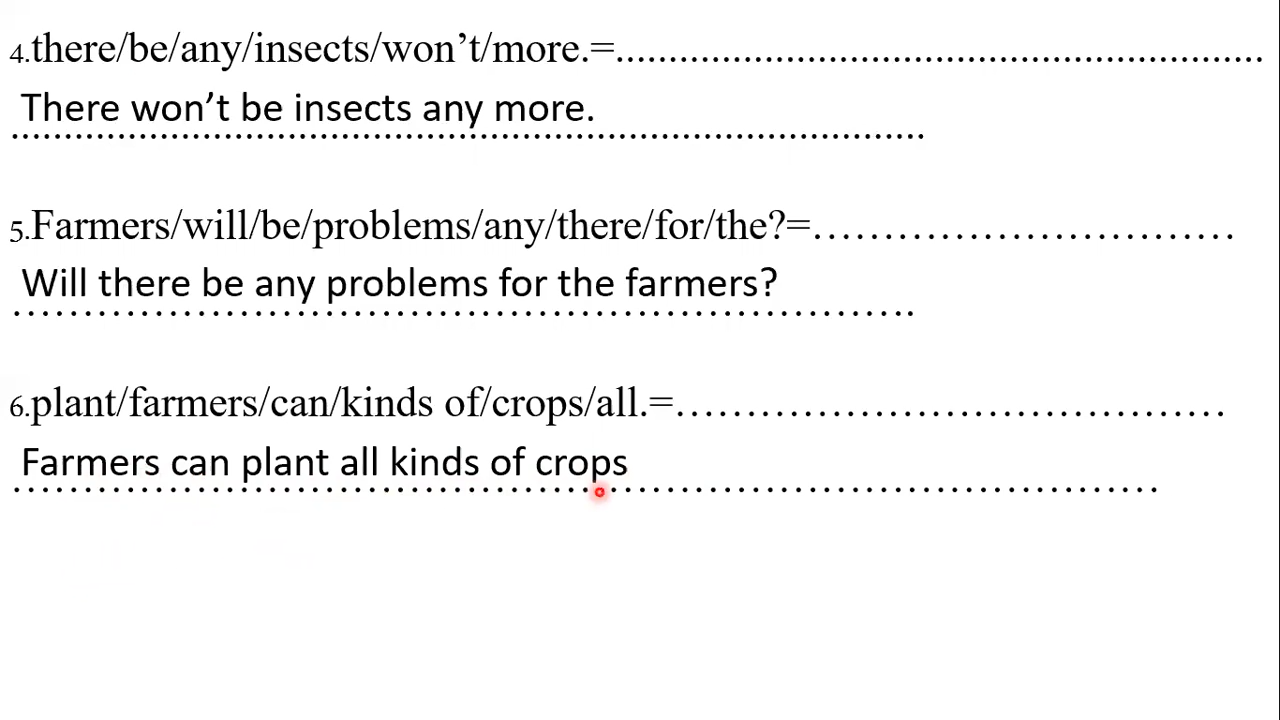 4.there/be/any/insects/won’t/more.=..............................................................
There won’t be insects any more.
.......................................................................................
5.Farmers/will/be/problems/any/there/for/the?=……………………………
Will there be any problems for the farmers?
…………………………………………………………….
6.plant/farmers/can/kinds of/crops/all.=……………………………………
Farmers can plant all kinds of crops
………………………………………………………………………………